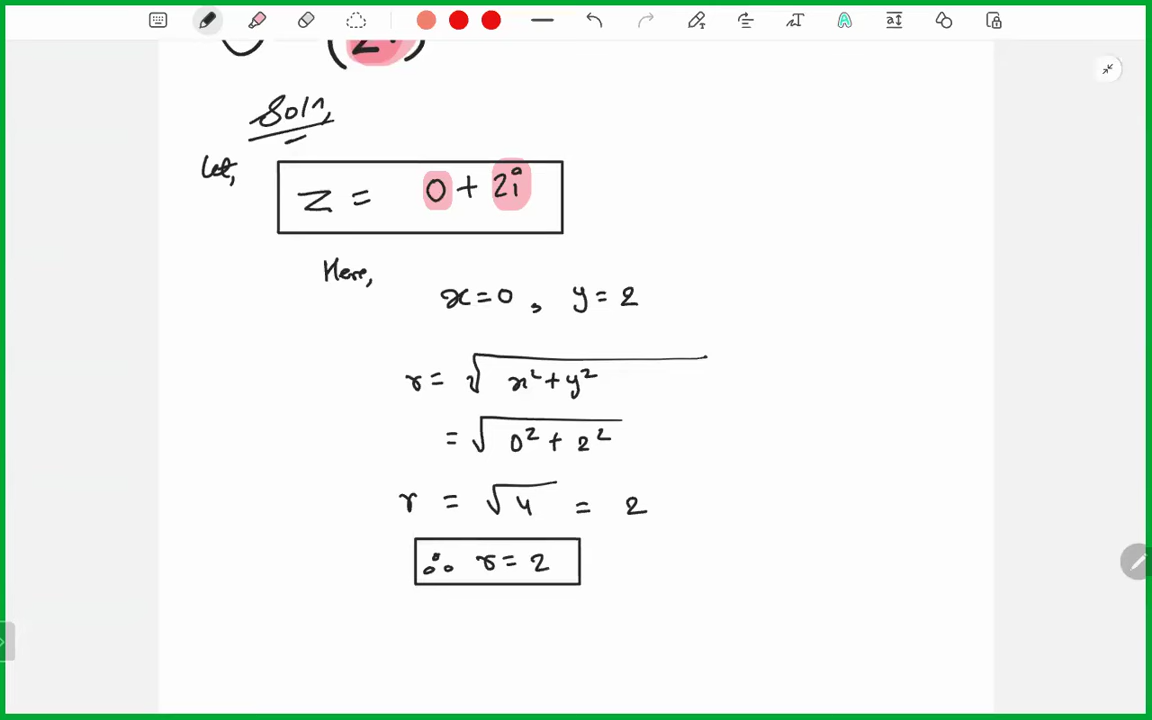 Soln,
Let,
Z = 0 + 2i
Here,
x = 0 , y = 2
r = √x²+y²
= √0² + 2²
r = √4 = 2
∴ r = 2